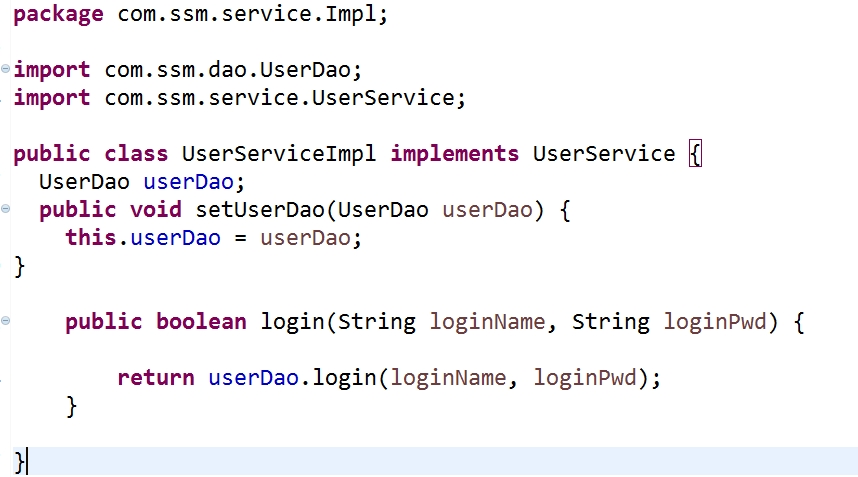 package com.ssm.service.Impl;
import com.ssm.dao.UserDao;
import com.ssm.service.UserService;
public class UserServiceImpl implements UserService {
  UserDao userDao;
  public void setUserDao(UserDao userDao) {
    this.userDao = userDao;
}
    public boolean login(String loginName, String loginPwd) {
        return userDao.login(loginName, loginPwd);
    }
}